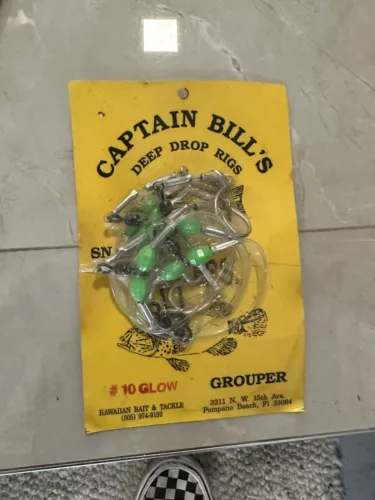 CAPTAIN BILL'S
DEEP DROP RIGS
SN
# 10 GLOW
GROUPER
HAWAIIAN BAIT & TACKLE
(305) 974-9193
3311 N. W. 15th Ave.
Pompano Beach, Fl 33064